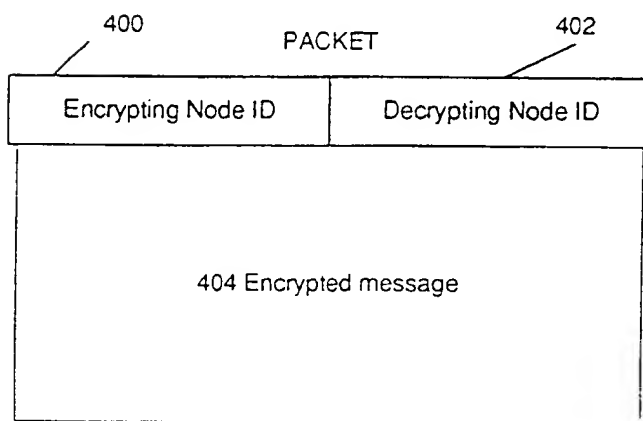 400 PACKET 402
Encrypting Node ID Decrypting Node ID
404 Encrypted message